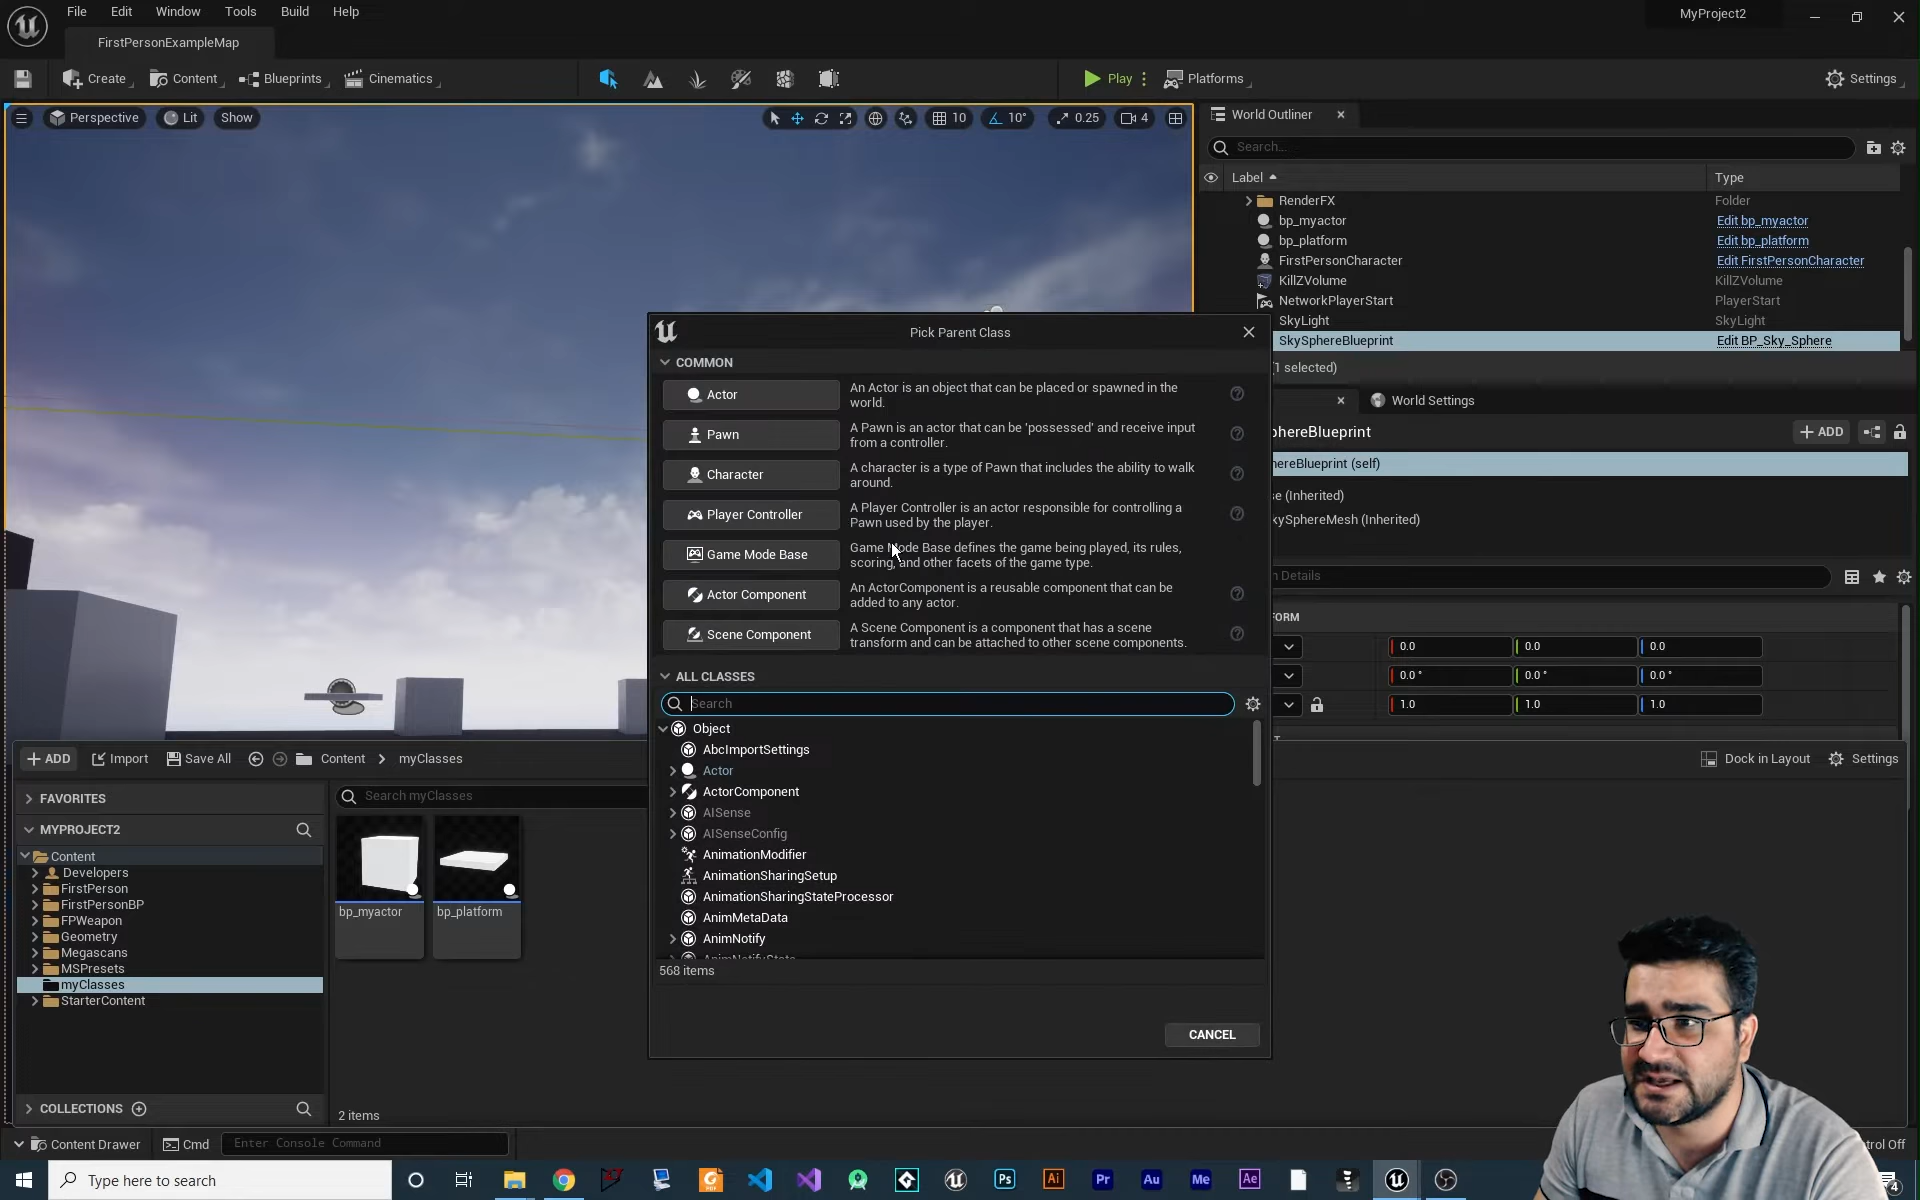 File Edit Window Tools Build Help
MyProject2
FirstPersonExampleMap
Create Content Blueprints Cinematics Play Platforms Settings
Perspective Lit Show 10 10° 0.25 4
World Outliner
Search...
Label Type
RenderFX Folder
bp_myactor Edit bp_myactor
bp_platform Edit bp_platform
FirstPersonCharacter Edit FirstPersonCharacter
KillZVolume KillZVolume
NetworkPlayerStart PlayerStart
SkyLight SkyLight
SkySphereBlueprint Edit BP_Sky_Sphere
1 selected)
World Settings
phereBlueprint
ADD
ereBlueprint (self)
se (Inherited)
kySphereMesh (Inherited)
Details
FORM
0.0 0.0 0.0
0.0 ° 0.0 ° 0.0 °
1.0 1.0 1.0
Pick Parent Class
COMMON
Actor
An Actor is an object that can be placed or spawned in the
world.
Pawn
A Pawn is an actor that can be 'possessed' and receive input
from a controller.
Character
A character is a type of Pawn that includes the ability to walk
around.
Player Controller
A Player Controller is an actor responsible for controlling a
Pawn used by the player.
Game Mode Base
Game Mode Base defines the game being played, its rules,
scoring, and other facets of the game type.
Actor Component
An ActorComponent is a reusable component that can be
added to any actor.
Scene Component
A Scene Component is a component that has a scene
transform and can be attached to other scene components.
ALL CLASSES
Search
Object
AbcImportSettings
Actor
ActorComponent
AISense
AISenseConfig
AnimationModifier
AnimationSharingSetup
AnimationSharingStateProcessor
AnimMetaData
AnimNotify
AnimNotifyState
568 items
CANCEL
ADD Import Save All Content myClasses
Dock in Layout Settings
FAVORITES
Search myClasses
MYPROJECT2
Content
Developers
FirstPerson
FirstPersonBP
FPWeapon
Geometry
Megascans
MSPresets
myClasses
StarterContent
bp_myactor bp_platform
COLLECTIONS
2 items
Content Drawer Cmd Enter Console Command
trol Off
Type here to search
Ps Ai Pr Au Me Ae
4